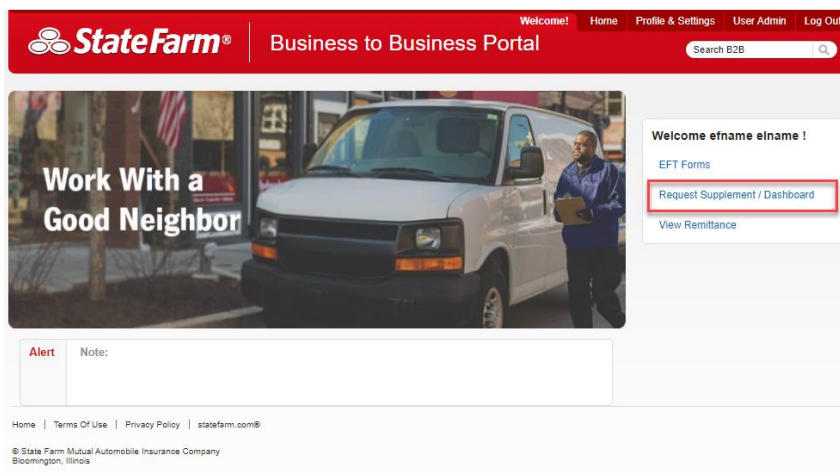 Welcome! Home Profile & Settings User Admin Log Out
StateFarm® Business to Business Portal
Search B2B
Work With a
Good Neighbor
Welcome efname elname !
EFT Forms
Request Supplement / Dashboard
View Remittance
Alert Note:
Home | Terms Of Use | Privacy Policy | statefarm.com®
© State Farm Mutual Automobile Insurance Company
Bloomington, Illinois